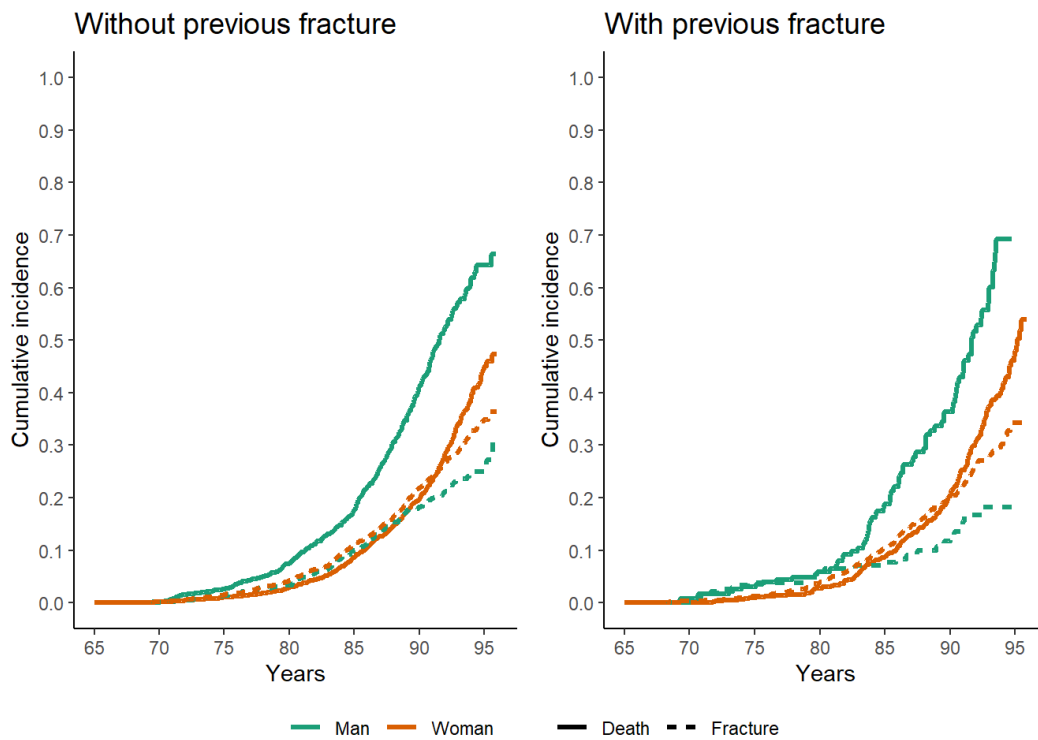 Without previous fracture
Cumulative incidence
1.0
0.9
0.8
0.7
0.6
0.5
0.4
0.3
0.2
0.1
0.0
65 70 75 80 85 90 95
Years
With previous fracture
Cumulative incidence
1.0
0.9
0.8
0.7
0.6
0.5
0.4
0.3
0.2
0.1
0.0
65 70 75 80 85 90 95
Years
Man Woman Death Fracture